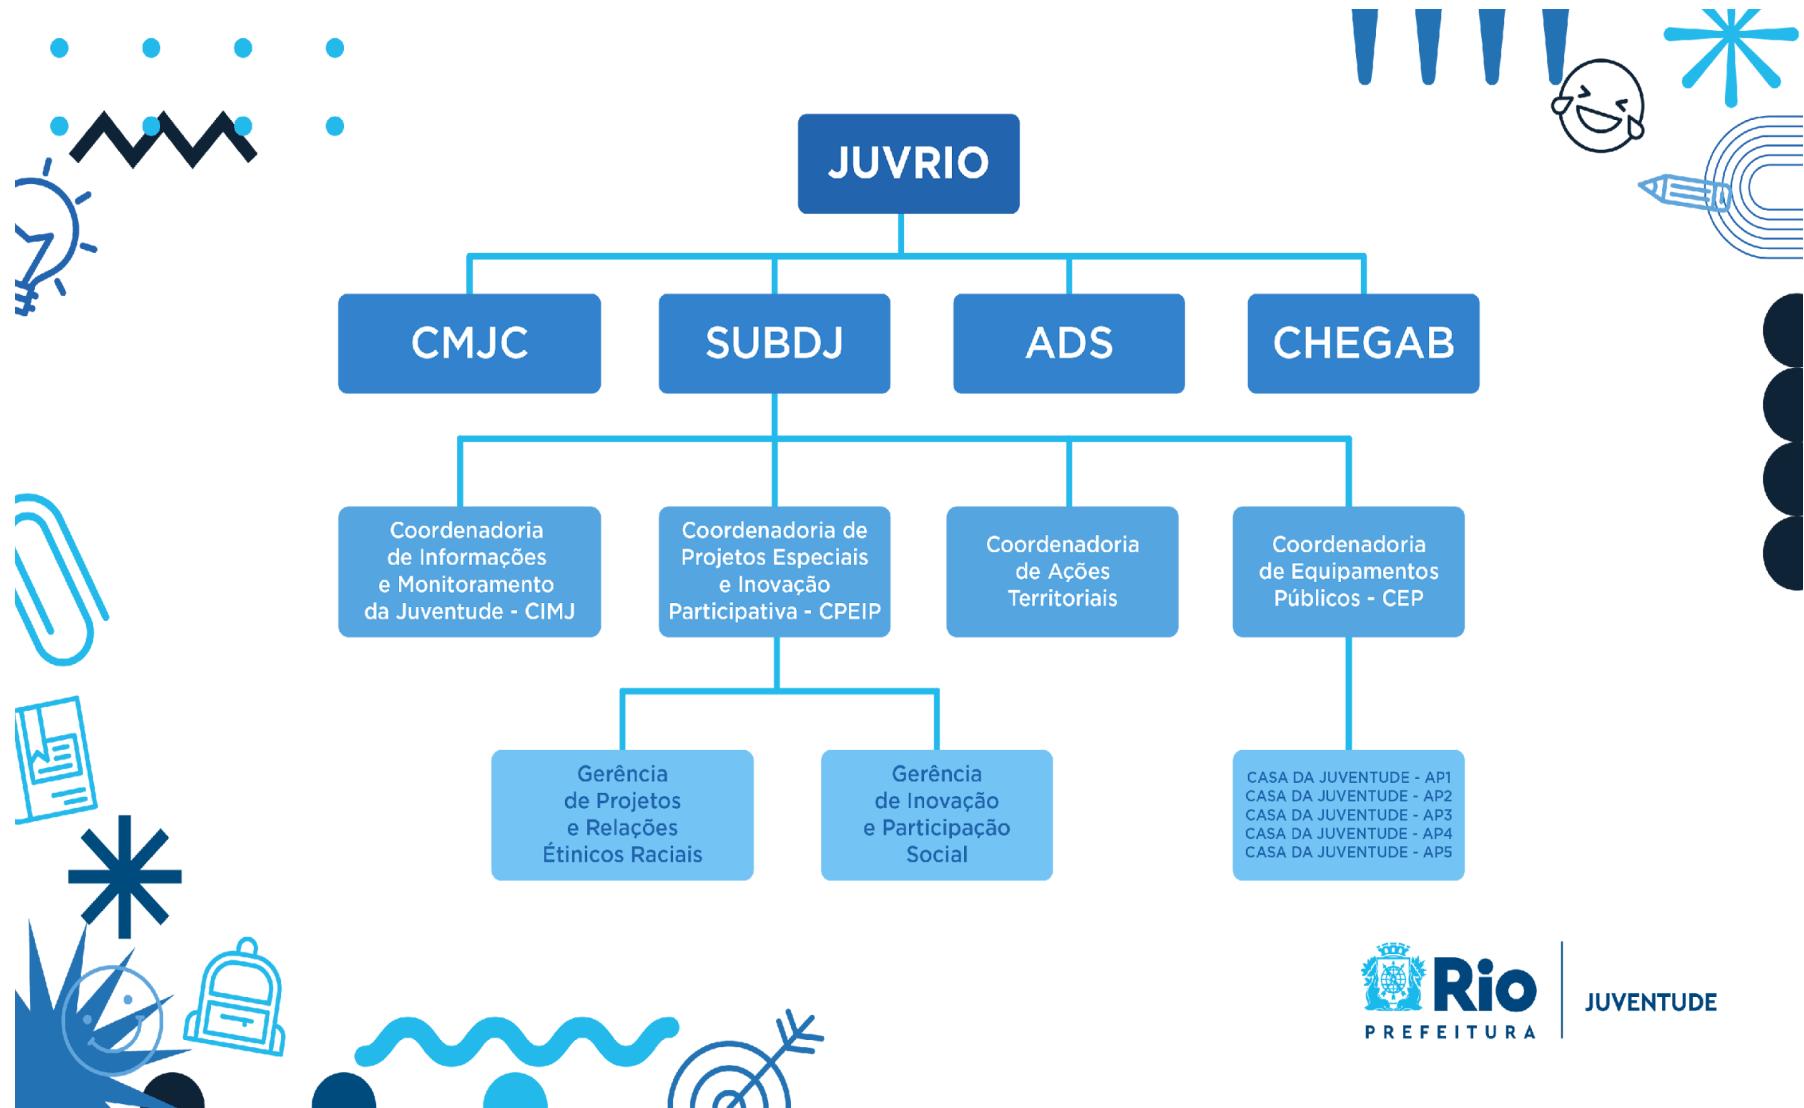 JUVRIO
CMJC
SUBDJ
ADS
CHEGAB
Coordenadoria
de Informações
e Monitoramento
da Juventude - CIMJ
Coordenadoria de
Projetos Especiais
e Inovação
Participativa - CPEIP
Coordenadoria
de Ações
Territoriais
Coordenadoria
de Equipamentos
Públicos - CEP
Gerência
de Projetos
e Relações
Étinicos Raciais
Gerência
de Inovação
e Participação
Social
CASA DA JUVENTUDE - AP1
CASA DA JUVENTUDE - AP2
CASA DA JUVENTUDE - AP3
CASA DA JUVENTUDE - AP4
CASA DA JUVENTUDE - AP5
Rio
PREFEITURA
JUVENTUDE